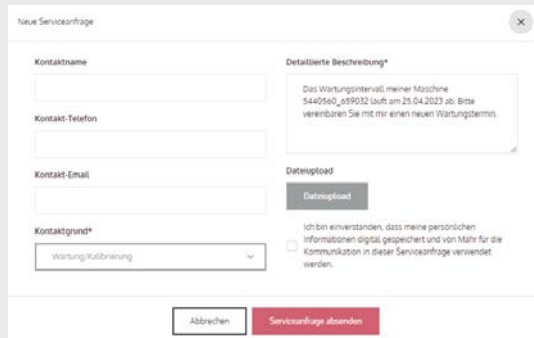 Neue Serviceanfrage
Kontaktname
Kontakt-Telefon
Kontakt-Email
Kontaktgrund*
Wartung/Kalibrierung
Detaillierte Beschreibung*
Das Wartungsintervall meiner Maschine
5440560_659032 läuft am 25.04.2023 ab. Bitte
vereinbaren Sie mit mir einen neuen Wartungstermin.
Dateiupload
Dateiupload
Ich bin einverstanden, dass meine persönlichen
Informationen digital gespeichert und von Mahr für die
Kommunikation in dieser Serviceanfrage verwendet
werden.
Abbrechen
Serviceanfrage absenden